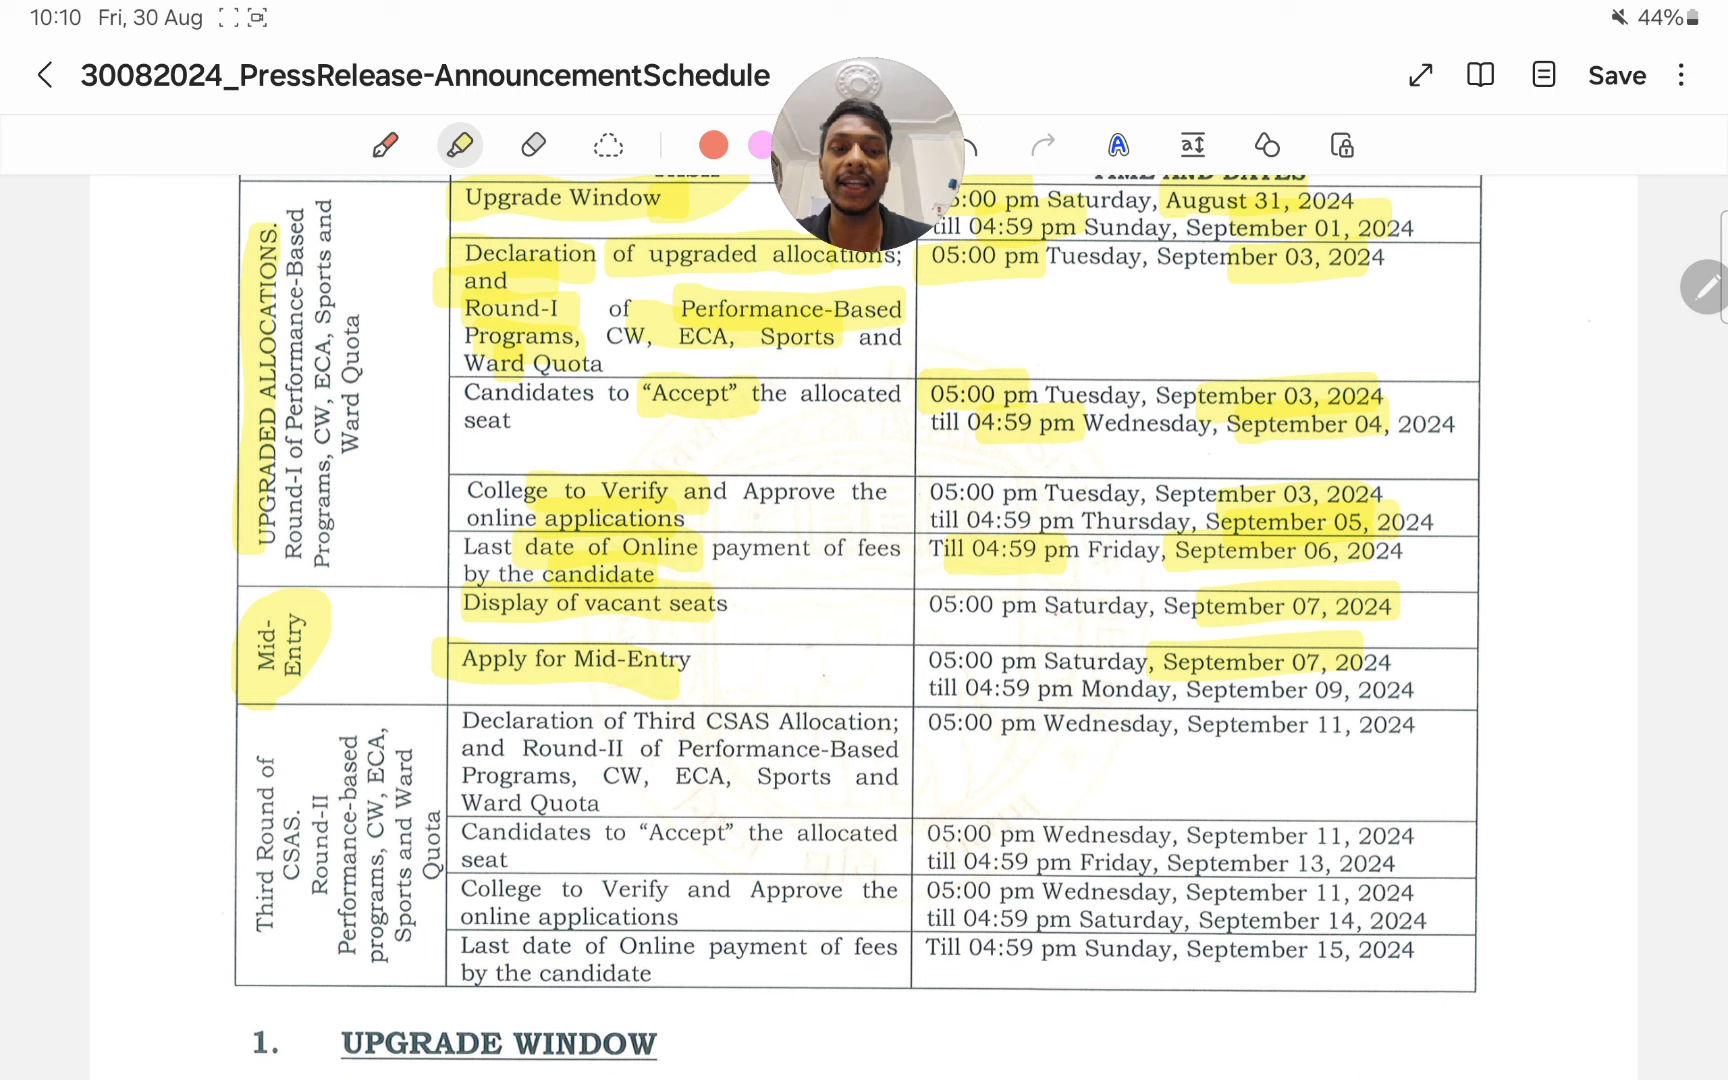 10:10 Fri, 30 Aug
44%
30082024_PressRelease-AnnouncementSchedule
Save
UPGRADED ALLOCATIONS.
Round-I of Performance-Based
Programs, CW, ECA, Sports and
Ward Quota
Upgrade Window
5:00 pm Saturday, August 31, 2024
till 04:59 pm Sunday, September 01, 2024
Declaration of upgraded allocations;
and
Round-I of Performance-Based
Programs, CW, ECA, Sports and
Ward Quota
05:00 pm Tuesday, September 03, 2024
Candidates to “Accept” the allocated
seat
05:00 pm Tuesday, September 03, 2024
till 04:59 pm Wednesday, September 04, 2024
College to Verify and Approve the
online applications
05:00 pm Tuesday, September 03, 2024
till 04:59 pm Thursday, September 05, 2024
Last date of Online payment of fees
by the candidate
Till 04:59 pm Friday, September 06, 2024
Mid-
Entry
Display of vacant seats
05:00 pm Saturday, September 07, 2024
Apply for Mid-Entry
05:00 pm Saturday, September 07, 2024
till 04:59 pm Monday, September 09, 2024
Third Round of
CSAS.
Round-II
Performance-based
programs, CW, ECA,
Sports and Ward
Quota
Declaration of Third CSAS Allocation;
and Round-II of Performance-Based
Programs, CW, ECA, Sports and
Ward Quota
05:00 pm Wednesday, September 11, 2024
Candidates to “Accept” the allocated
seat
05:00 pm Wednesday, September 11, 2024
till 04:59 pm Friday, September 13, 2024
College to Verify and Approve the
online applications
05:00 pm Wednesday, September 11, 2024
till 04:59 pm Saturday, September 14, 2024
Last date of Online payment of fees
by the candidate
Till 04:59 pm Sunday, September 15, 2024
1. UPGRADE WINDOW